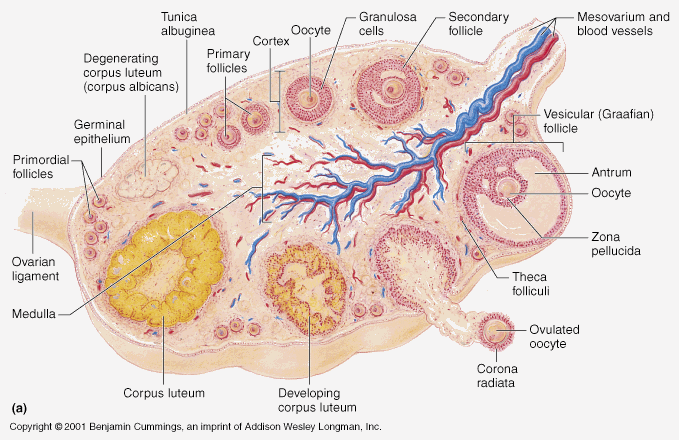 Tunica
albuginea
Oocyte
Granulosa
cells
Secondary
follicle
Mesovarium and
blood vessels
Cortex
Primary
follicles
Degenerating
corpus luteum
(corpus albicans)
Germinal
epithelium
Vesicular (Graafian)
follicle
Primordial
follicles
Antrum
Oocyte
Zona
pellucida
Ovarian
ligament
Theca
folliculi
Medulla
Ovulated
oocyte
Corona
radiata
Corpus luteum
Developing
corpus luteum
(a)
Copyright © 2001 Benjamin Cummings, an imprint of Addison Wesley Longman, Inc.